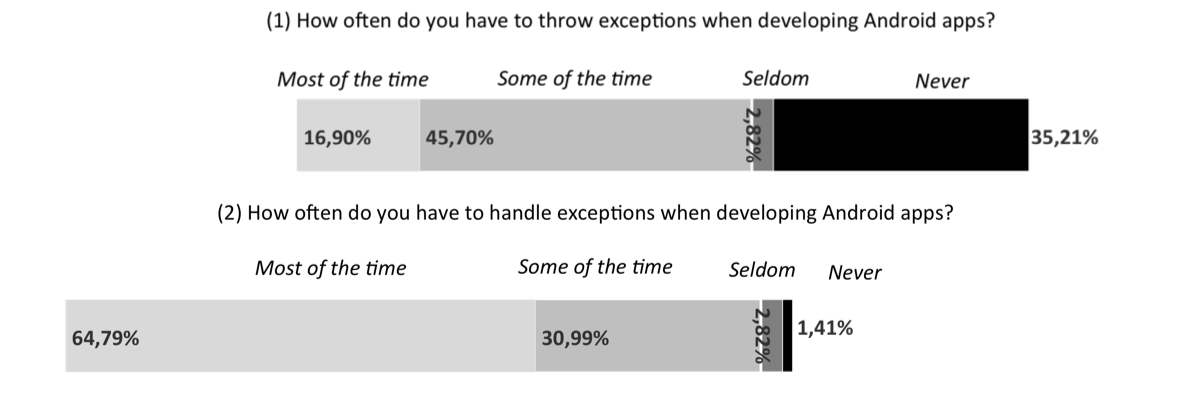 (1) How often do you have to throw exceptions when developing Android apps?
Most of the time Some of the time Seldom Never
16,90% 45,70% 2,82% 35,21%
(2) How often do you have to handle exceptions when developing Android apps?
Most of the time Some of the time Seldom Never
64,79% 30,99% 2,82% 1,41%